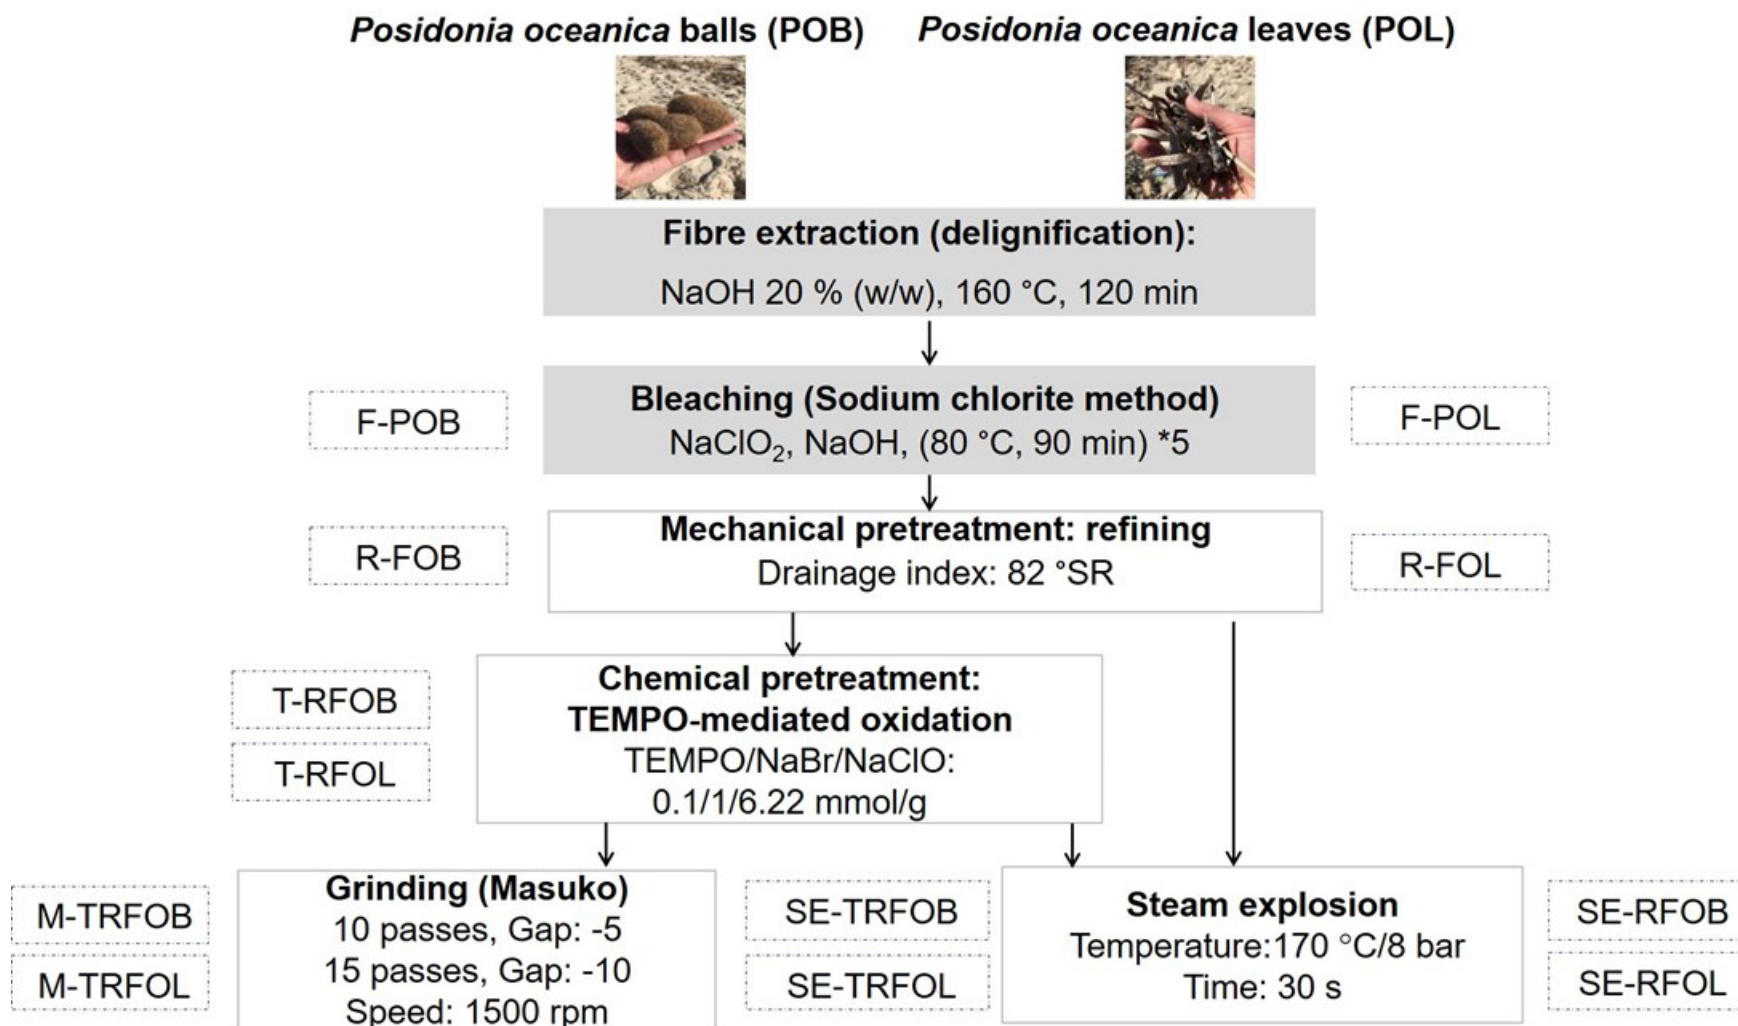 Posidonia oceanica balls (POB)
Posidonia oceanica leaves (POL)
Fibre extraction (delignification):
NaOH 20 % (w/w), 160 °C, 120 min
F-POB
Bleaching (Sodium chlorite method)
NaClO2, NaOH, (80 °C, 90 min) *5
F-POL
R-FOB
Mechanical pretreatment: refining
Drainage index: 82 °SR
R-FOL
T-RFOB
T-RFOL
Chemical pretreatment:
TEMPO-mediated oxidation
TEMPO/NaBr/NaClO:
0.1/1/6.22 mmol/g
M-TRFOB
M-TRFOL
Grinding (Masuko)
10 passes, Gap: -5
15 passes, Gap: -10
Speed: 1500 rpm
SE-TRFOB
SE-TRFOL
Steam explosion
Temperature:170 °C/8 bar
Time: 30 s
SE-RFOB
SE-RFOL